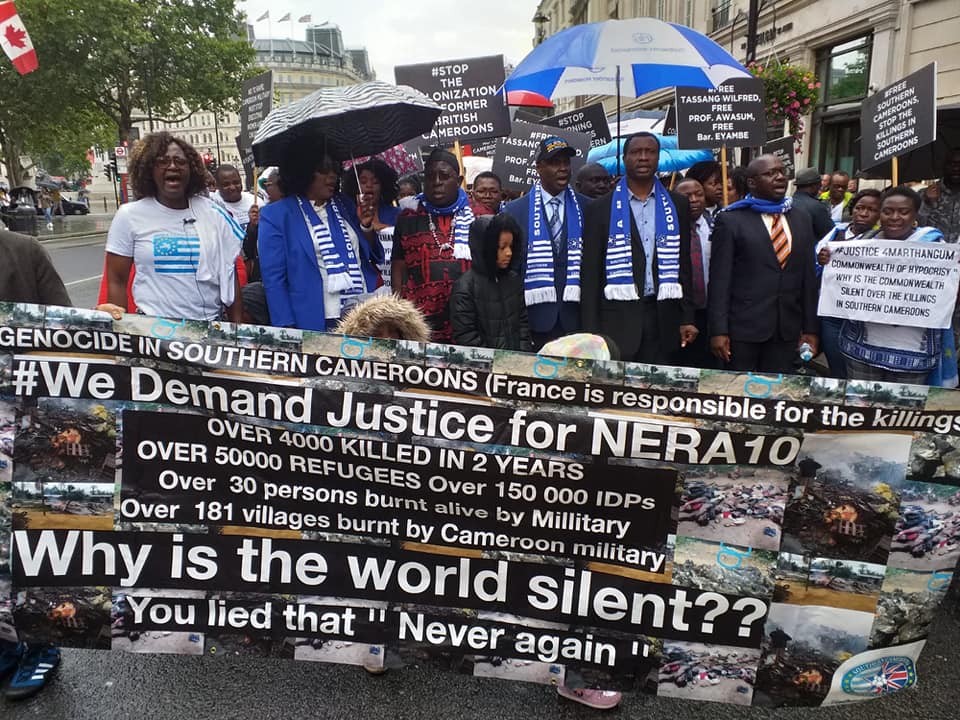 #STOP
THE
COLONIZATION
FORMER
BRITISH
CAMEROONS
#STOP
#FREE
TASSANG WILFRED,
FREE
PROF. AWASUM,
FREE
Bar. EYAMBE
#FREE
SOUTHERN
CAMEROONS,
STOP THE
KILLINGS IN
SOUTHERN
CAMEROONS
#JUSTICE 4MARTHANGUM
COMMONWEALTH OF HYPOCRISY
WHY IS THE COMMONWEALTH
SILENT OVER THE KILLINGS
IN SOUTHERN CAMEROONS
GENOCIDE IN SOUTHERN CAMEROONS (France is responsible for the killings
#We Demand Justice for NERA10
OVER 4000 KILLED IN 2 YEARS
OVER 50000 REFUGEES Over 150 000 IDPs
Over 30 persons burnt alive by Millitary
Over 181 villages burnt by Cameroon military
Why is the world silent??
You lied that " Never again "